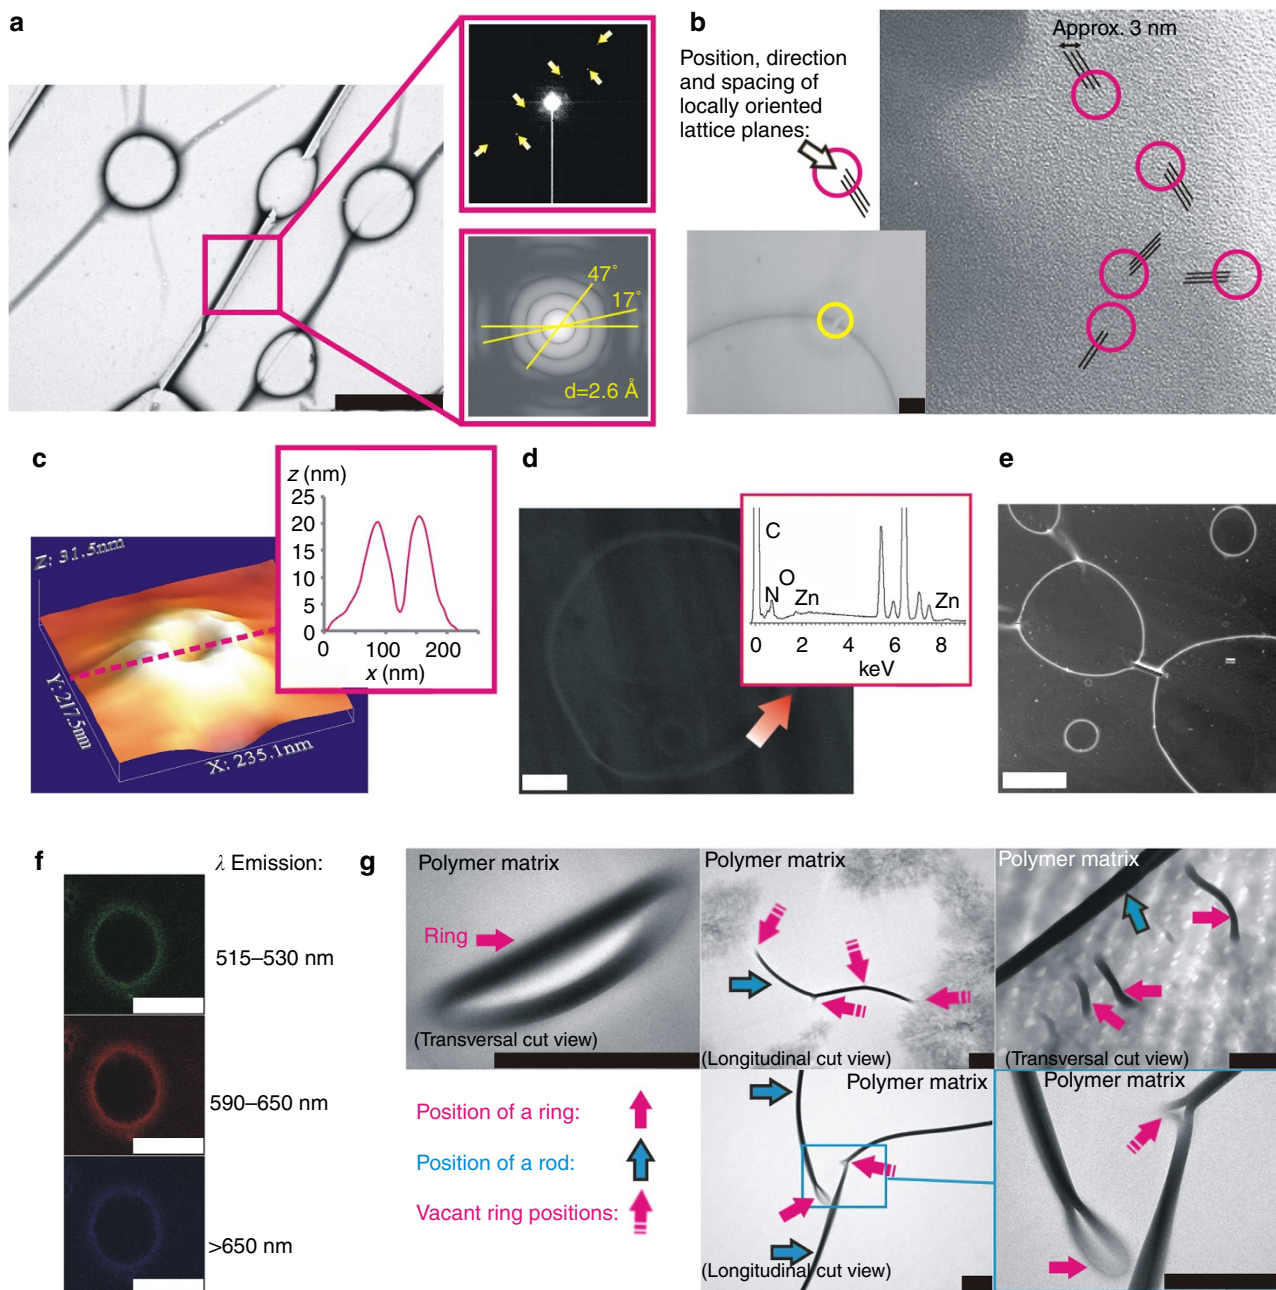 a
47°
17°
d=2.6 Å
b
Position, direction
and spacing of
locally oriented
lattice planes:
Approx. 3 nm
c
Z: 31.5nm
Y: 217.5nm
X: 235.1nm
z (nm)
25
20
15
10
5
0
0 100 200
x (nm)
d
C
O
N
Zn
Zn
0 2 4 6 8
keV
e
f
λ Emission:
515–530 nm
590–650 nm
>650 nm
g
Polymer matrix
Ring
(Transversal cut view)
Polymer matrix
(Longitudinal cut view)
Polymer matrix
(Transversal cut view)
Position of a ring:
Position of a rod:
Vacant ring positions:
Polymer matrix
(Longitudinal cut view)
Polymer matrix